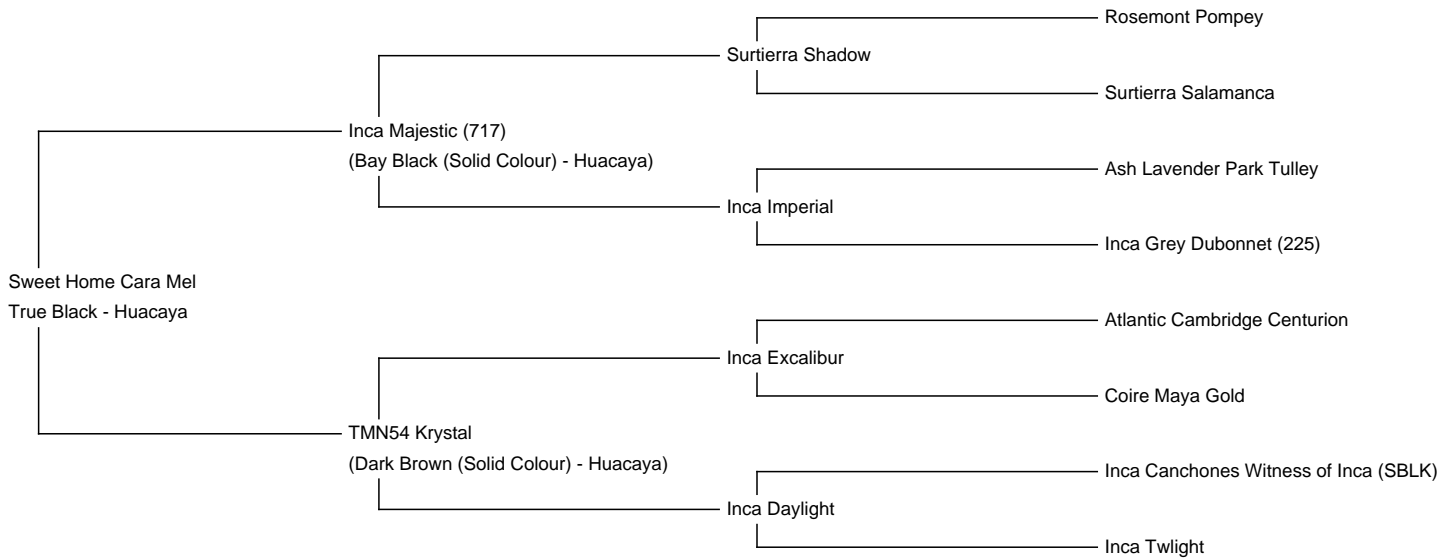 Rosemont Pompey
Surtierra Shadow
Surtierra Salamanca
Inca Majestic (717)
(Bay Black (Solid Colour) - Huacaya)
Ash Lavender Park Tulley
Inca Imperial
Inca Grey Dubonnet (225)
Sweet Home Cara Mel
True Black - Huacaya
Atlantic Cambridge Centurion
Inca Excalibur
Coire Maya Gold
TMN54 Krystal
(Dark Brown (Solid Colour) - Huacaya)
Inca Canchones Witness of Inca (SBLK)
Inca Daylight
Inca Twlight